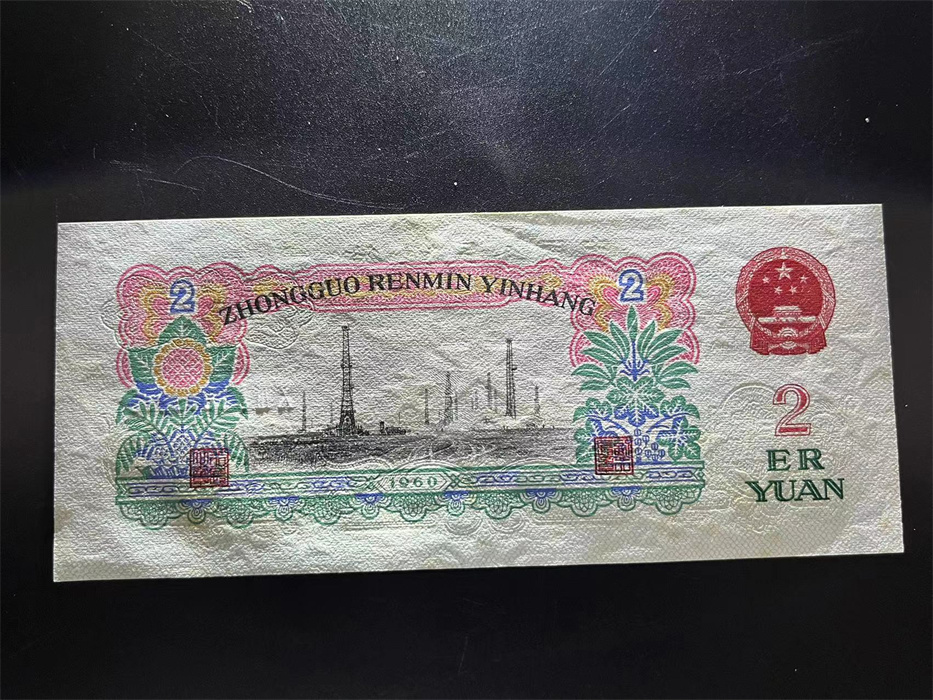 2
2
ZHONGGUO RENMIN YINHANG
1960
2
ER
YUAN